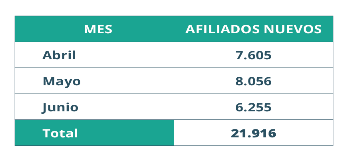 MES AFILIADOS NUEVOS
Abril 7.605
Mayo 8.056
Junio 6.255
Total 21.916